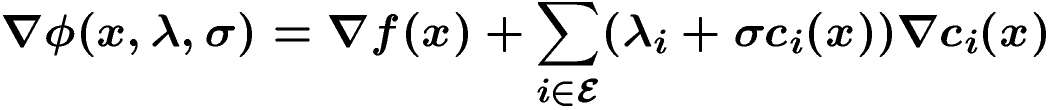 ∇ϕ(x, λ, σ) = ∇f(x) + ∑_{i∈ℰ} (λ_i + σc_i(x))∇c_i(x)